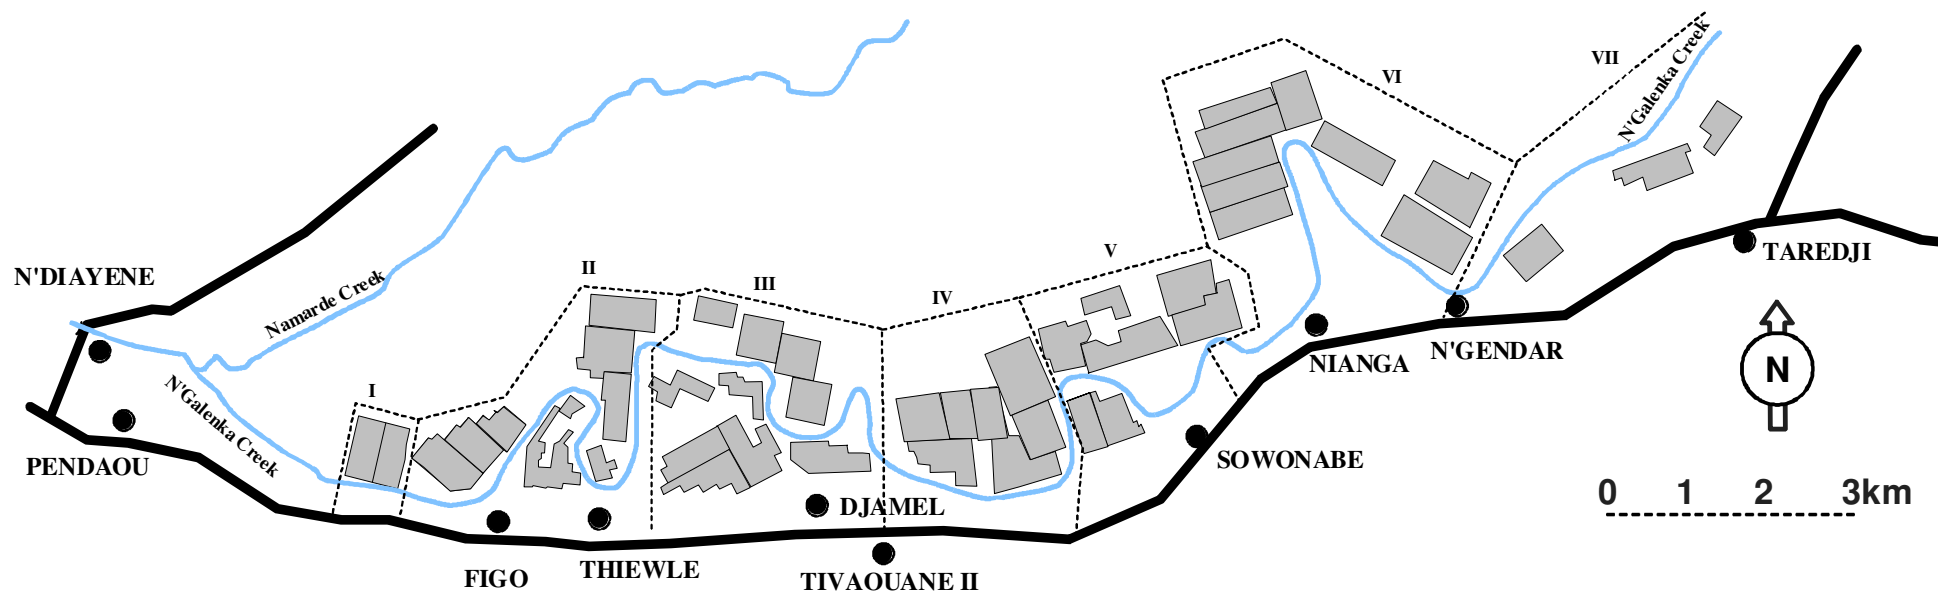 VII
VI
N'Galenka Creek
V
TAREDJI
II
N'DIAYENE
III
IV
Namarde Creek
NIANGA
N'GENDAR
N
I
N'Galenka Creek
PENDAOU
SOWONABE
0 1 2 3km
DJAMEL
FIGO
THIEWLE
TIVAOUANE II